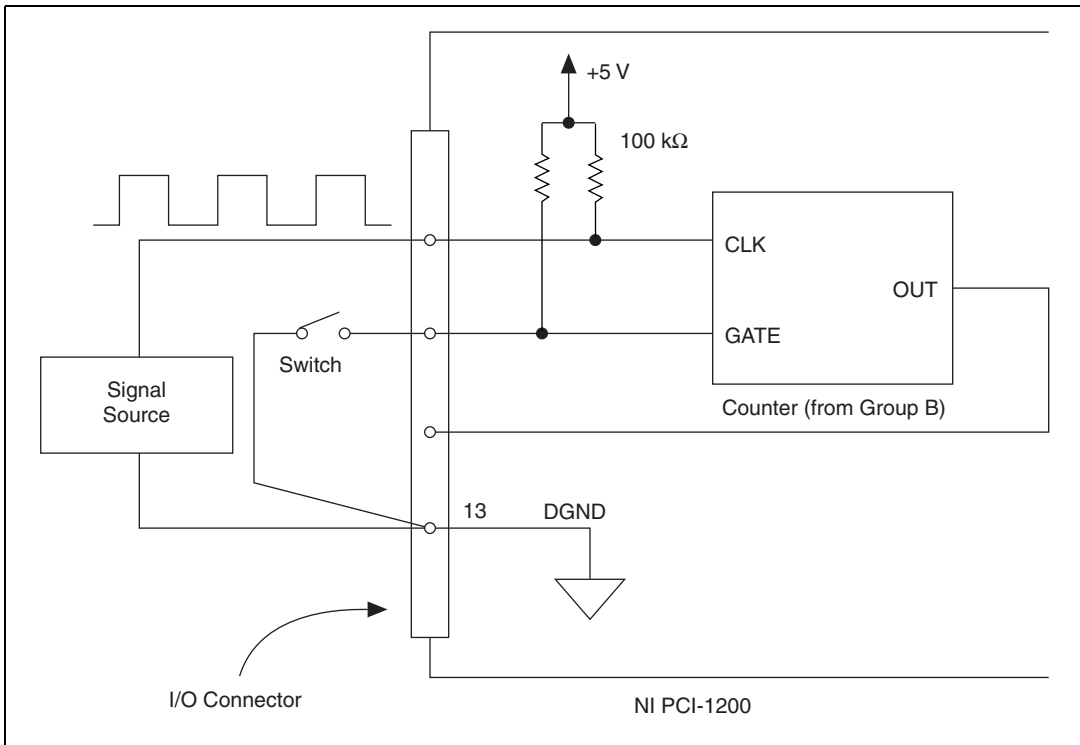 +5 V
100 kΩ
CLK
OUT
GATE
Switch
Signal
Source
Counter (from Group B)
13
DGND
I/O Connector
NI PCI-1200